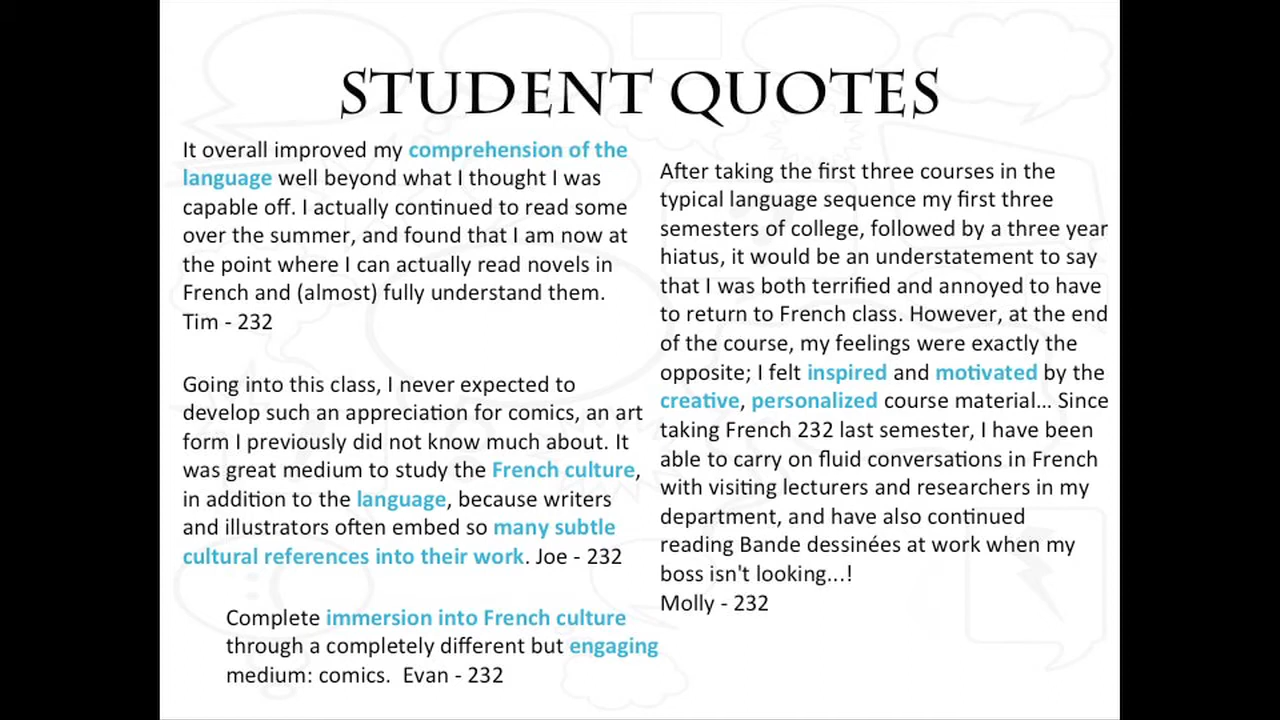 STUDENT QUOTES
It overall improved my comprehension of the
language well beyond what I thought I was
capable off. I actually continued to read some
over the summer, and found that I am now at
the point where I can actually read novels in
French and (almost) fully understand them.
Tim - 232
Going into this class, I never expected to
develop such an appreciation for comics, an art
form I previously did not know much about. It
was great medium to study the French culture,
in addition to the language, because writers
and illustrators often embed so many subtle
cultural references into their work. Joe - 232
Complete immersion into French culture
through a completely different but engaging
medium: comics.  Evan - 232
After taking the first three courses in the
typical language sequence my first three
semesters of college, followed by a three year
hiatus, it would be an understatement to say
that I was both terrified and annoyed to have
to return to French class. However, at the end
of the course, my feelings were exactly the
opposite; I felt inspired and motivated by the
creative, personalized course material... Since
taking French 232 last semester, I have been
able to carry on fluid conversations in French
with visiting lecturers and researchers in my
department, and have also continued
reading Bande dessinées at work when my
boss isn't looking...!
Molly - 232